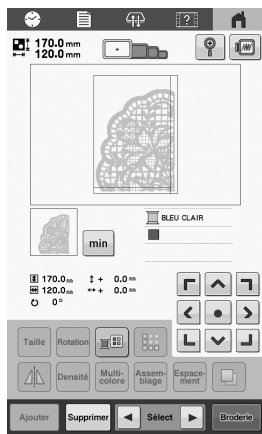 170.0 mm
120.0 mm
BLEU CLAIR
min
170.0 mm + 0.0 mm
120.0 mm + 0.0 mm
0°
Taille Rotation
Densité Multi-colore Assem-blage Espace-ment
Ajouter Supprimer Sélect Broderie